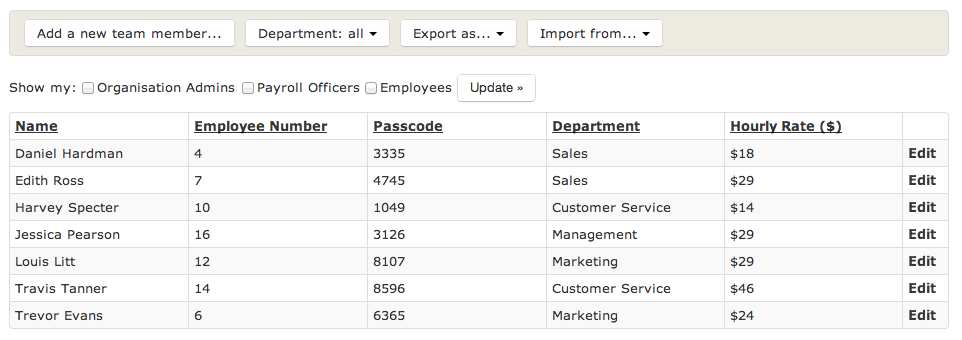 Add a new team member... Department: all Export as... Import from...
Show my: Organisation Admins Payroll Officers Employees Update »
Name Employee Number Passcode Department Hourly Rate ($)
Daniel Hardman 4 3335 Sales $18 Edit
Edith Ross 7 4745 Sales $29 Edit
Harvey Specter 10 1049 Customer Service $14 Edit
Jessica Pearson 16 3126 Management $29 Edit
Louis Litt 12 8107 Marketing $29 Edit
Travis Tanner 14 8596 Customer Service $46 Edit
Trevor Evans 6 6365 Marketing $24 Edit